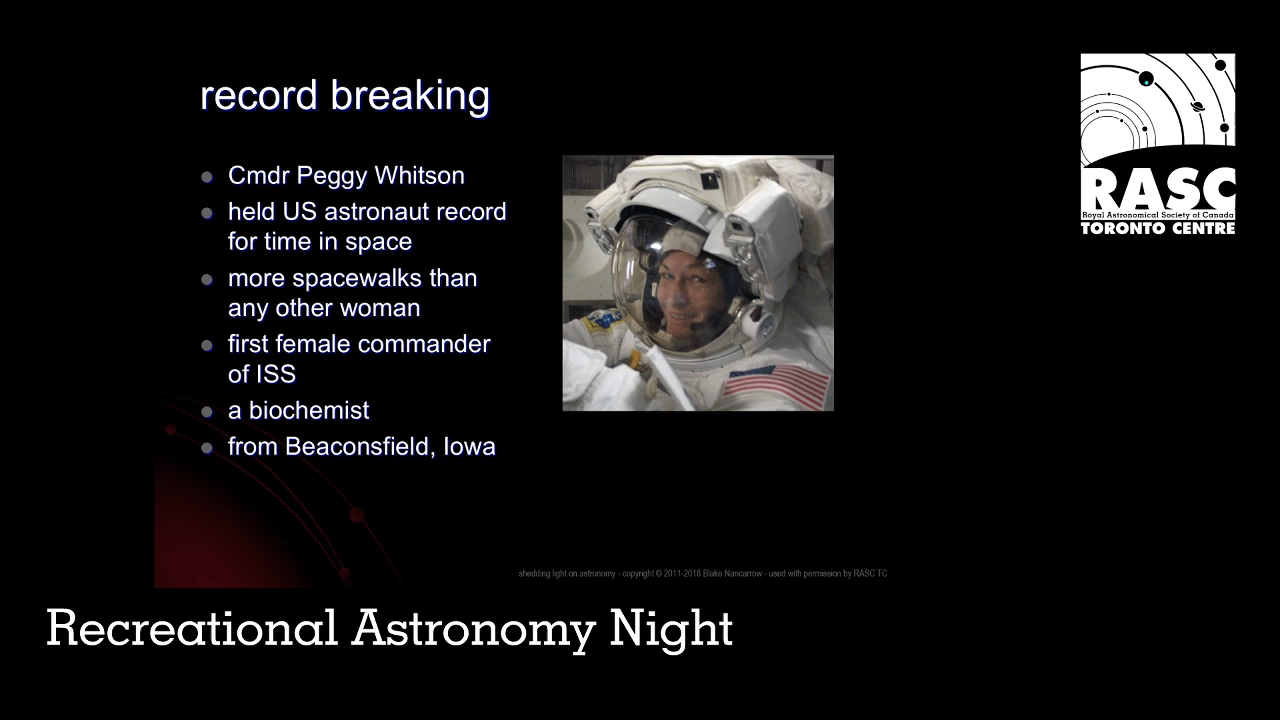 record breaking
Cmdr Peggy Whitson
held US astronaut record
for time in space
more spacewalks than
any other woman
first female commander
of ISS
a biochemist
from Beaconsfield, Iowa
RASC
Royal Astronomical Society of Canada
TORONTO CENTRE
shedding light on astronomy - copyright © 2011-2018 Blake Nancarrow - used with permission by RASC TC
Recreational Astronomy Night